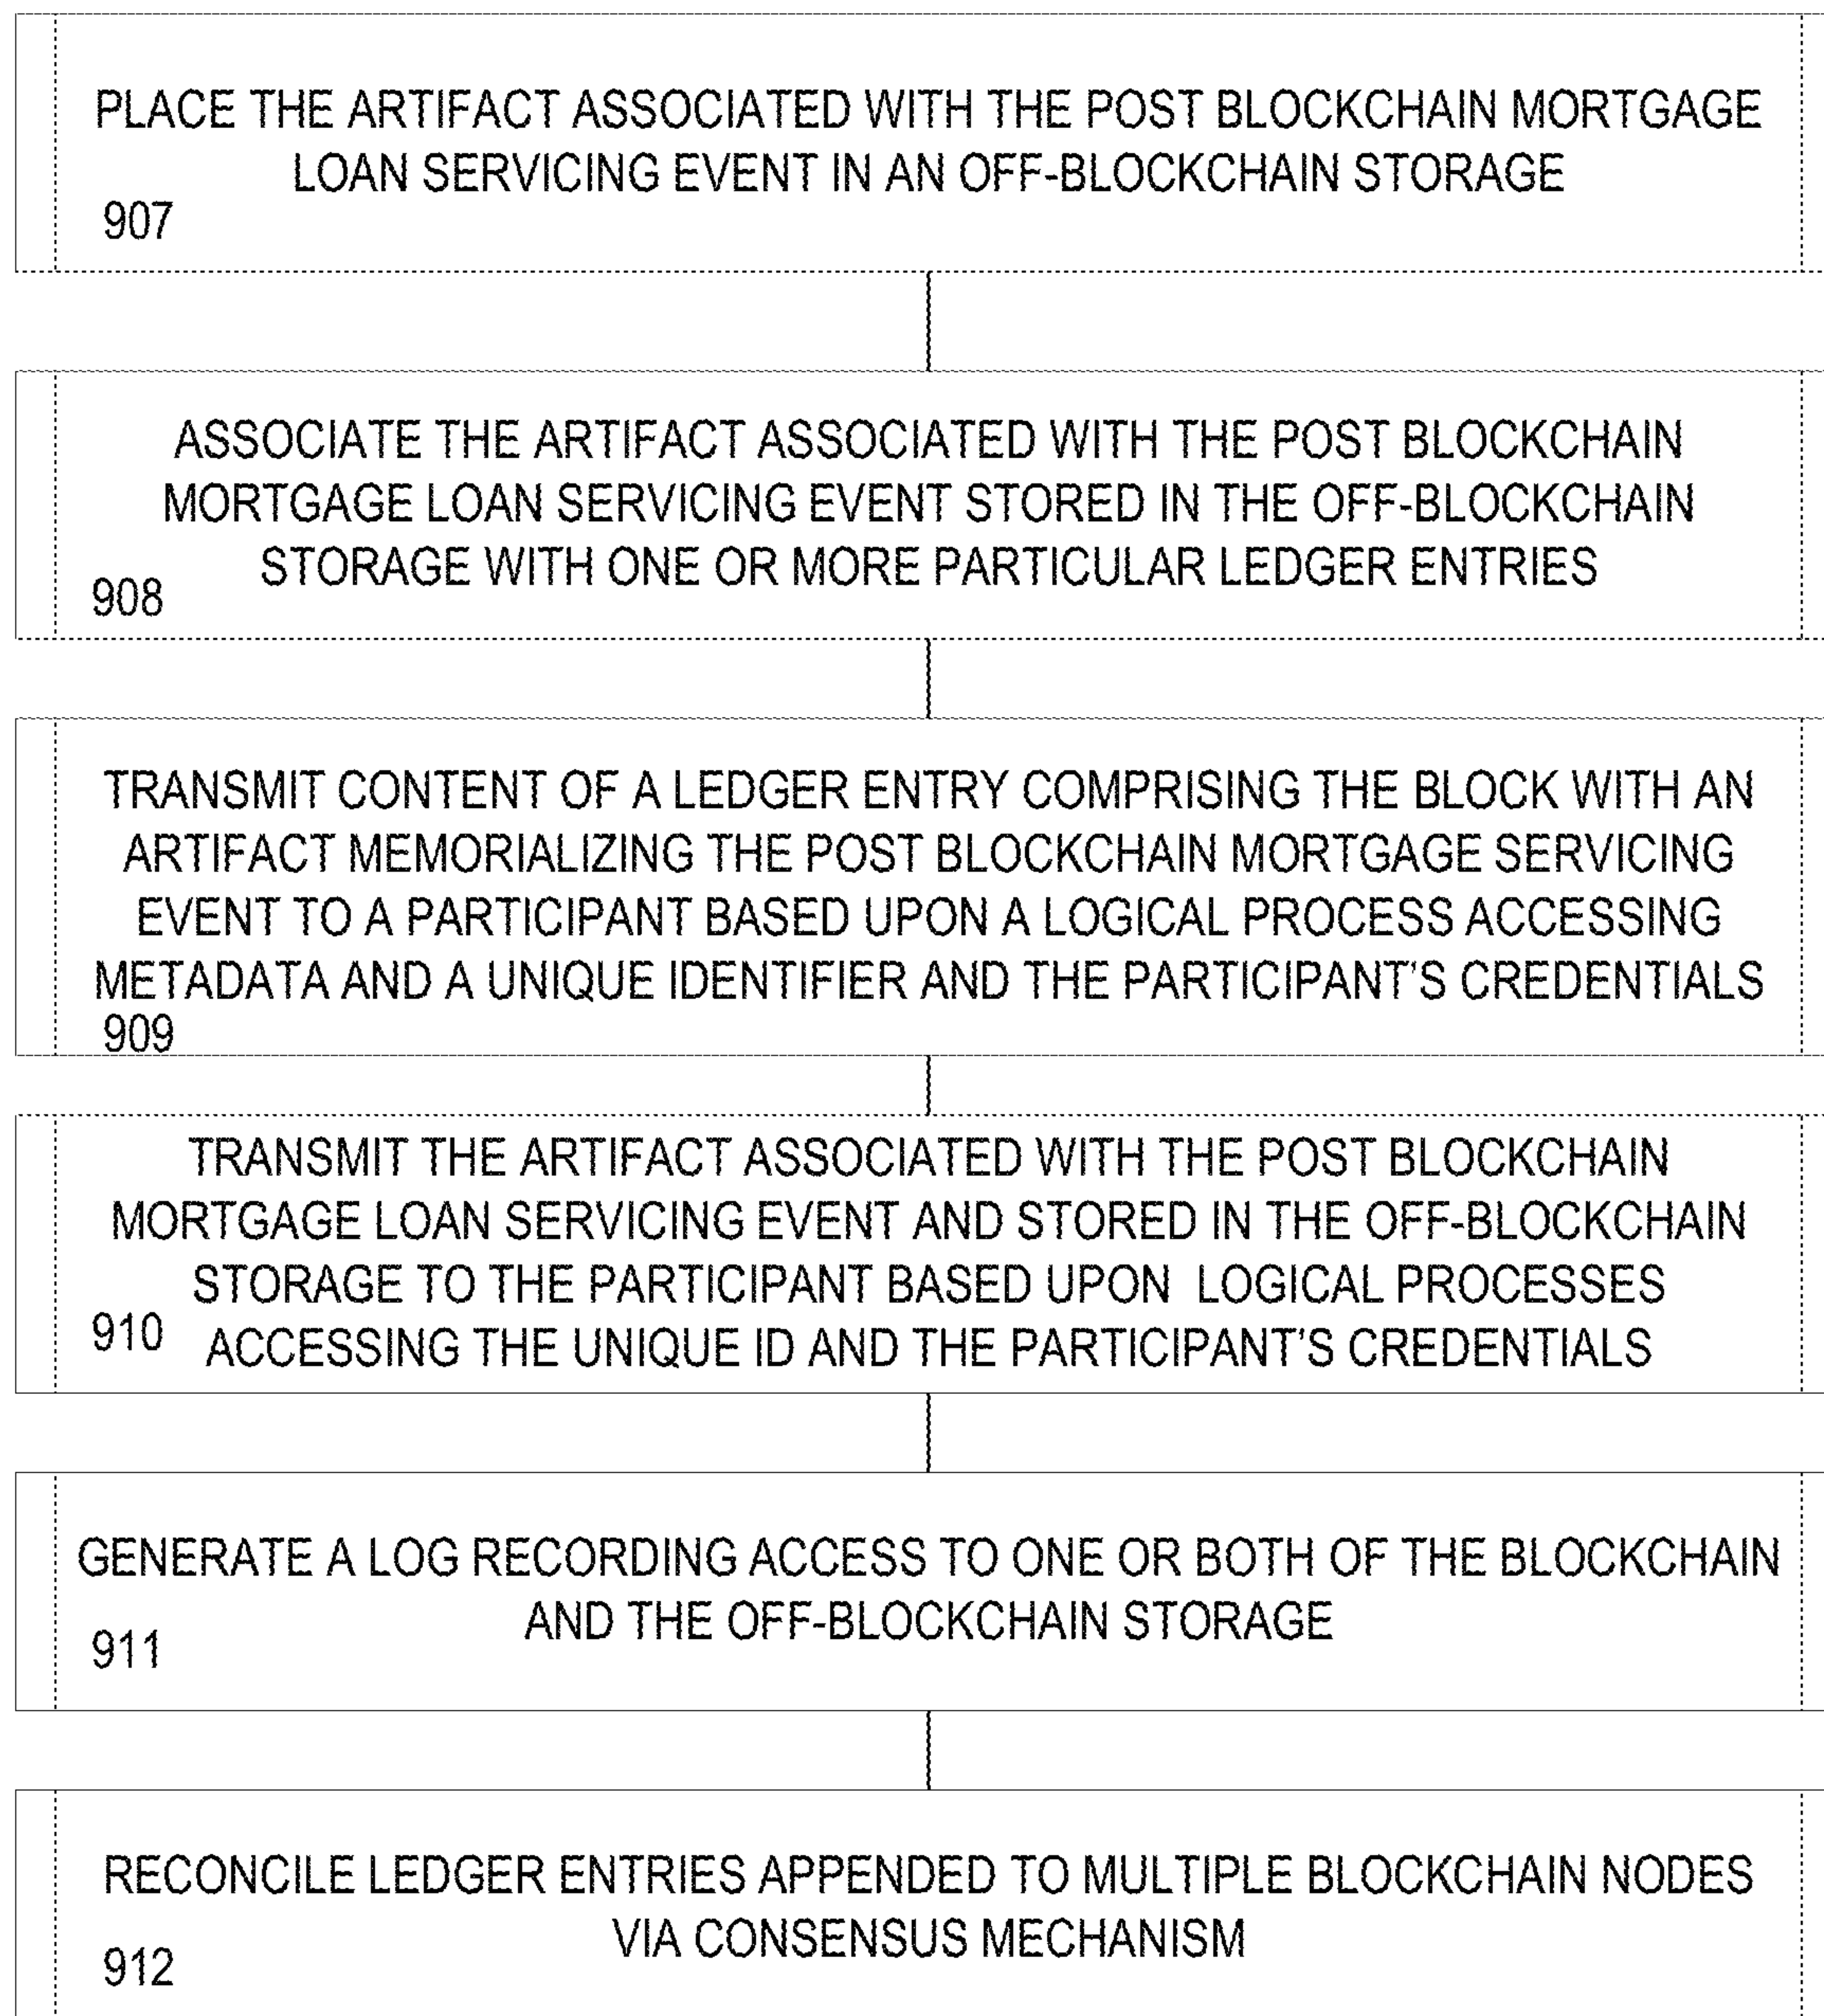 PLACE THE ARTIFACT ASSOCIATED WITH THE POST BLOCKCHAIN MORTGAGE
LOAN SERVICING EVENT IN AN OFF-BLOCKCHAIN STORAGE
907
ASSOCIATE THE ARTIFACT ASSOCIATED WITH THE POST BLOCKCHAIN
MORTGAGE LOAN SERVICING EVENT STORED IN THE OFF-BLOCKCHAIN
STORAGE WITH ONE OR MORE PARTICULAR LEDGER ENTRIES
908
TRANSMIT CONTENT OF A LEDGER ENTRY COMPRISING THE BLOCK WITH AN
ARTIFACT MEMORIALIZING THE POST BLOCKCHAIN MORTGAGE SERVICING
EVENT TO A PARTICIPANT BASED UPON A LOGICAL PROCESS ACCESSING
METADATA AND A UNIQUE IDENTIFIER AND THE PARTICIPANT'S CREDENTIALS
909
TRANSMIT THE ARTIFACT ASSOCIATED WITH THE POST BLOCKCHAIN
MORTGAGE LOAN SERVICING EVENT AND STORED IN THE OFF-BLOCKCHAIN
STORAGE TO THE PARTICIPANT BASED UPON LOGICAL PROCESSES
910
ACCESSING THE UNIQUE ID AND THE PARTICIPANT'S CREDENTIALS
GENERATE A LOG RECORDING ACCESS TO ONE OR BOTH OF THE BLOCKCHAIN
AND THE OFF-BLOCKCHAIN STORAGE
911
RECONCILE LEDGER ENTRIES APPENDED TO MULTIPLE BLOCKCHAIN NODES
VIA CONSENSUS MECHANISM
912